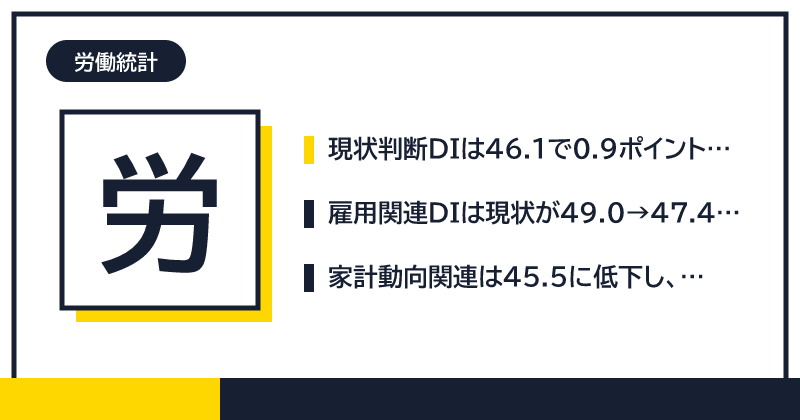 労働統計
労
現状判断DIは46.1で0.9ポイント…
雇用関連DIは現状が49.0→47.4…
家計動向関連は45.5に低下し、…